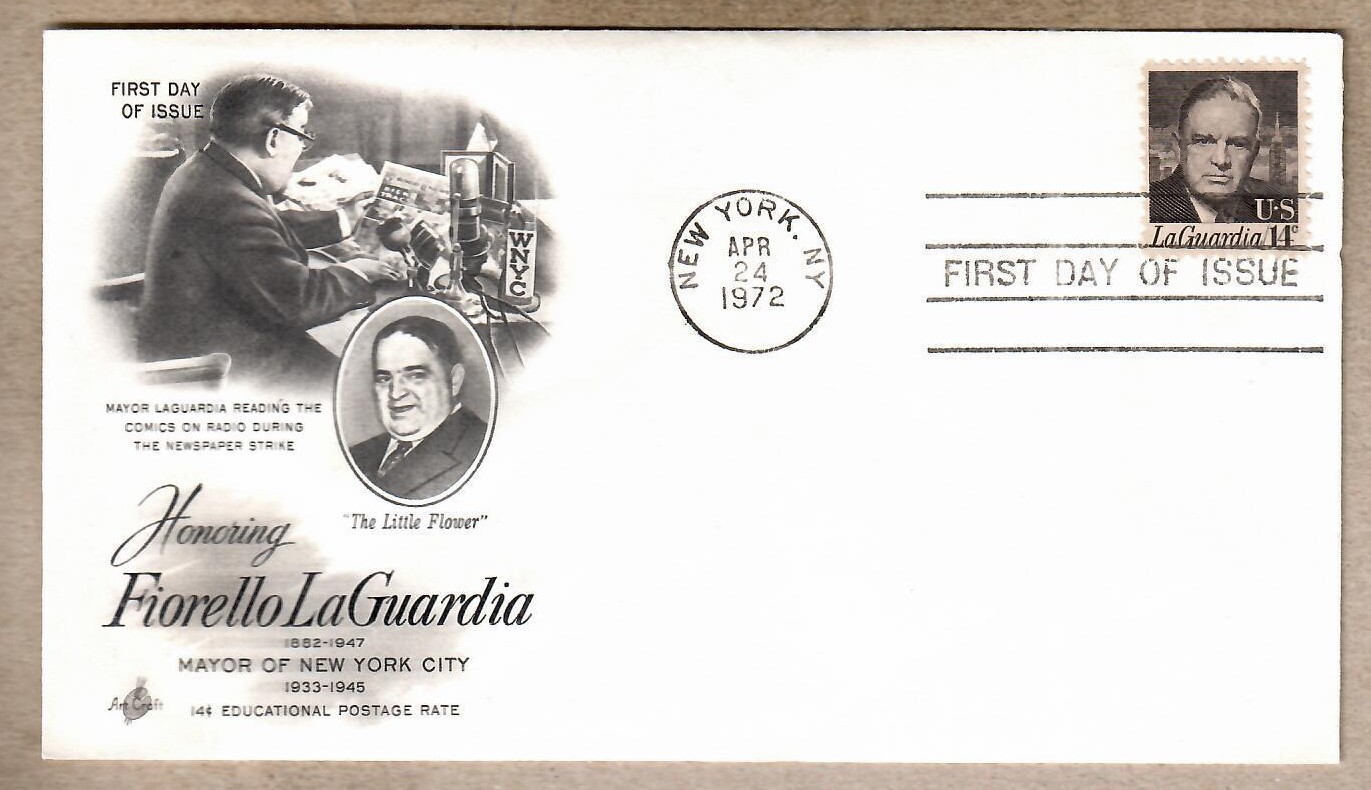 FIRST DAY
OF ISSUE
WNYC
MAYOR LAGUARDIA READING THE
COMICS ON RADIO DURING
THE NEWSPAPER STRIKE
"The Little Flower"
Honoring
Fiorello LaGuardia
1882-1947
MAYOR OF NEW YORK CITY
1933-1945
Art Craft
14¢ EDUCATIONAL POSTAGE RATE
NEW YORK, NY
APR
24
1972
U·S
LaGuardia 14c
FIRST DAY OF ISSUE